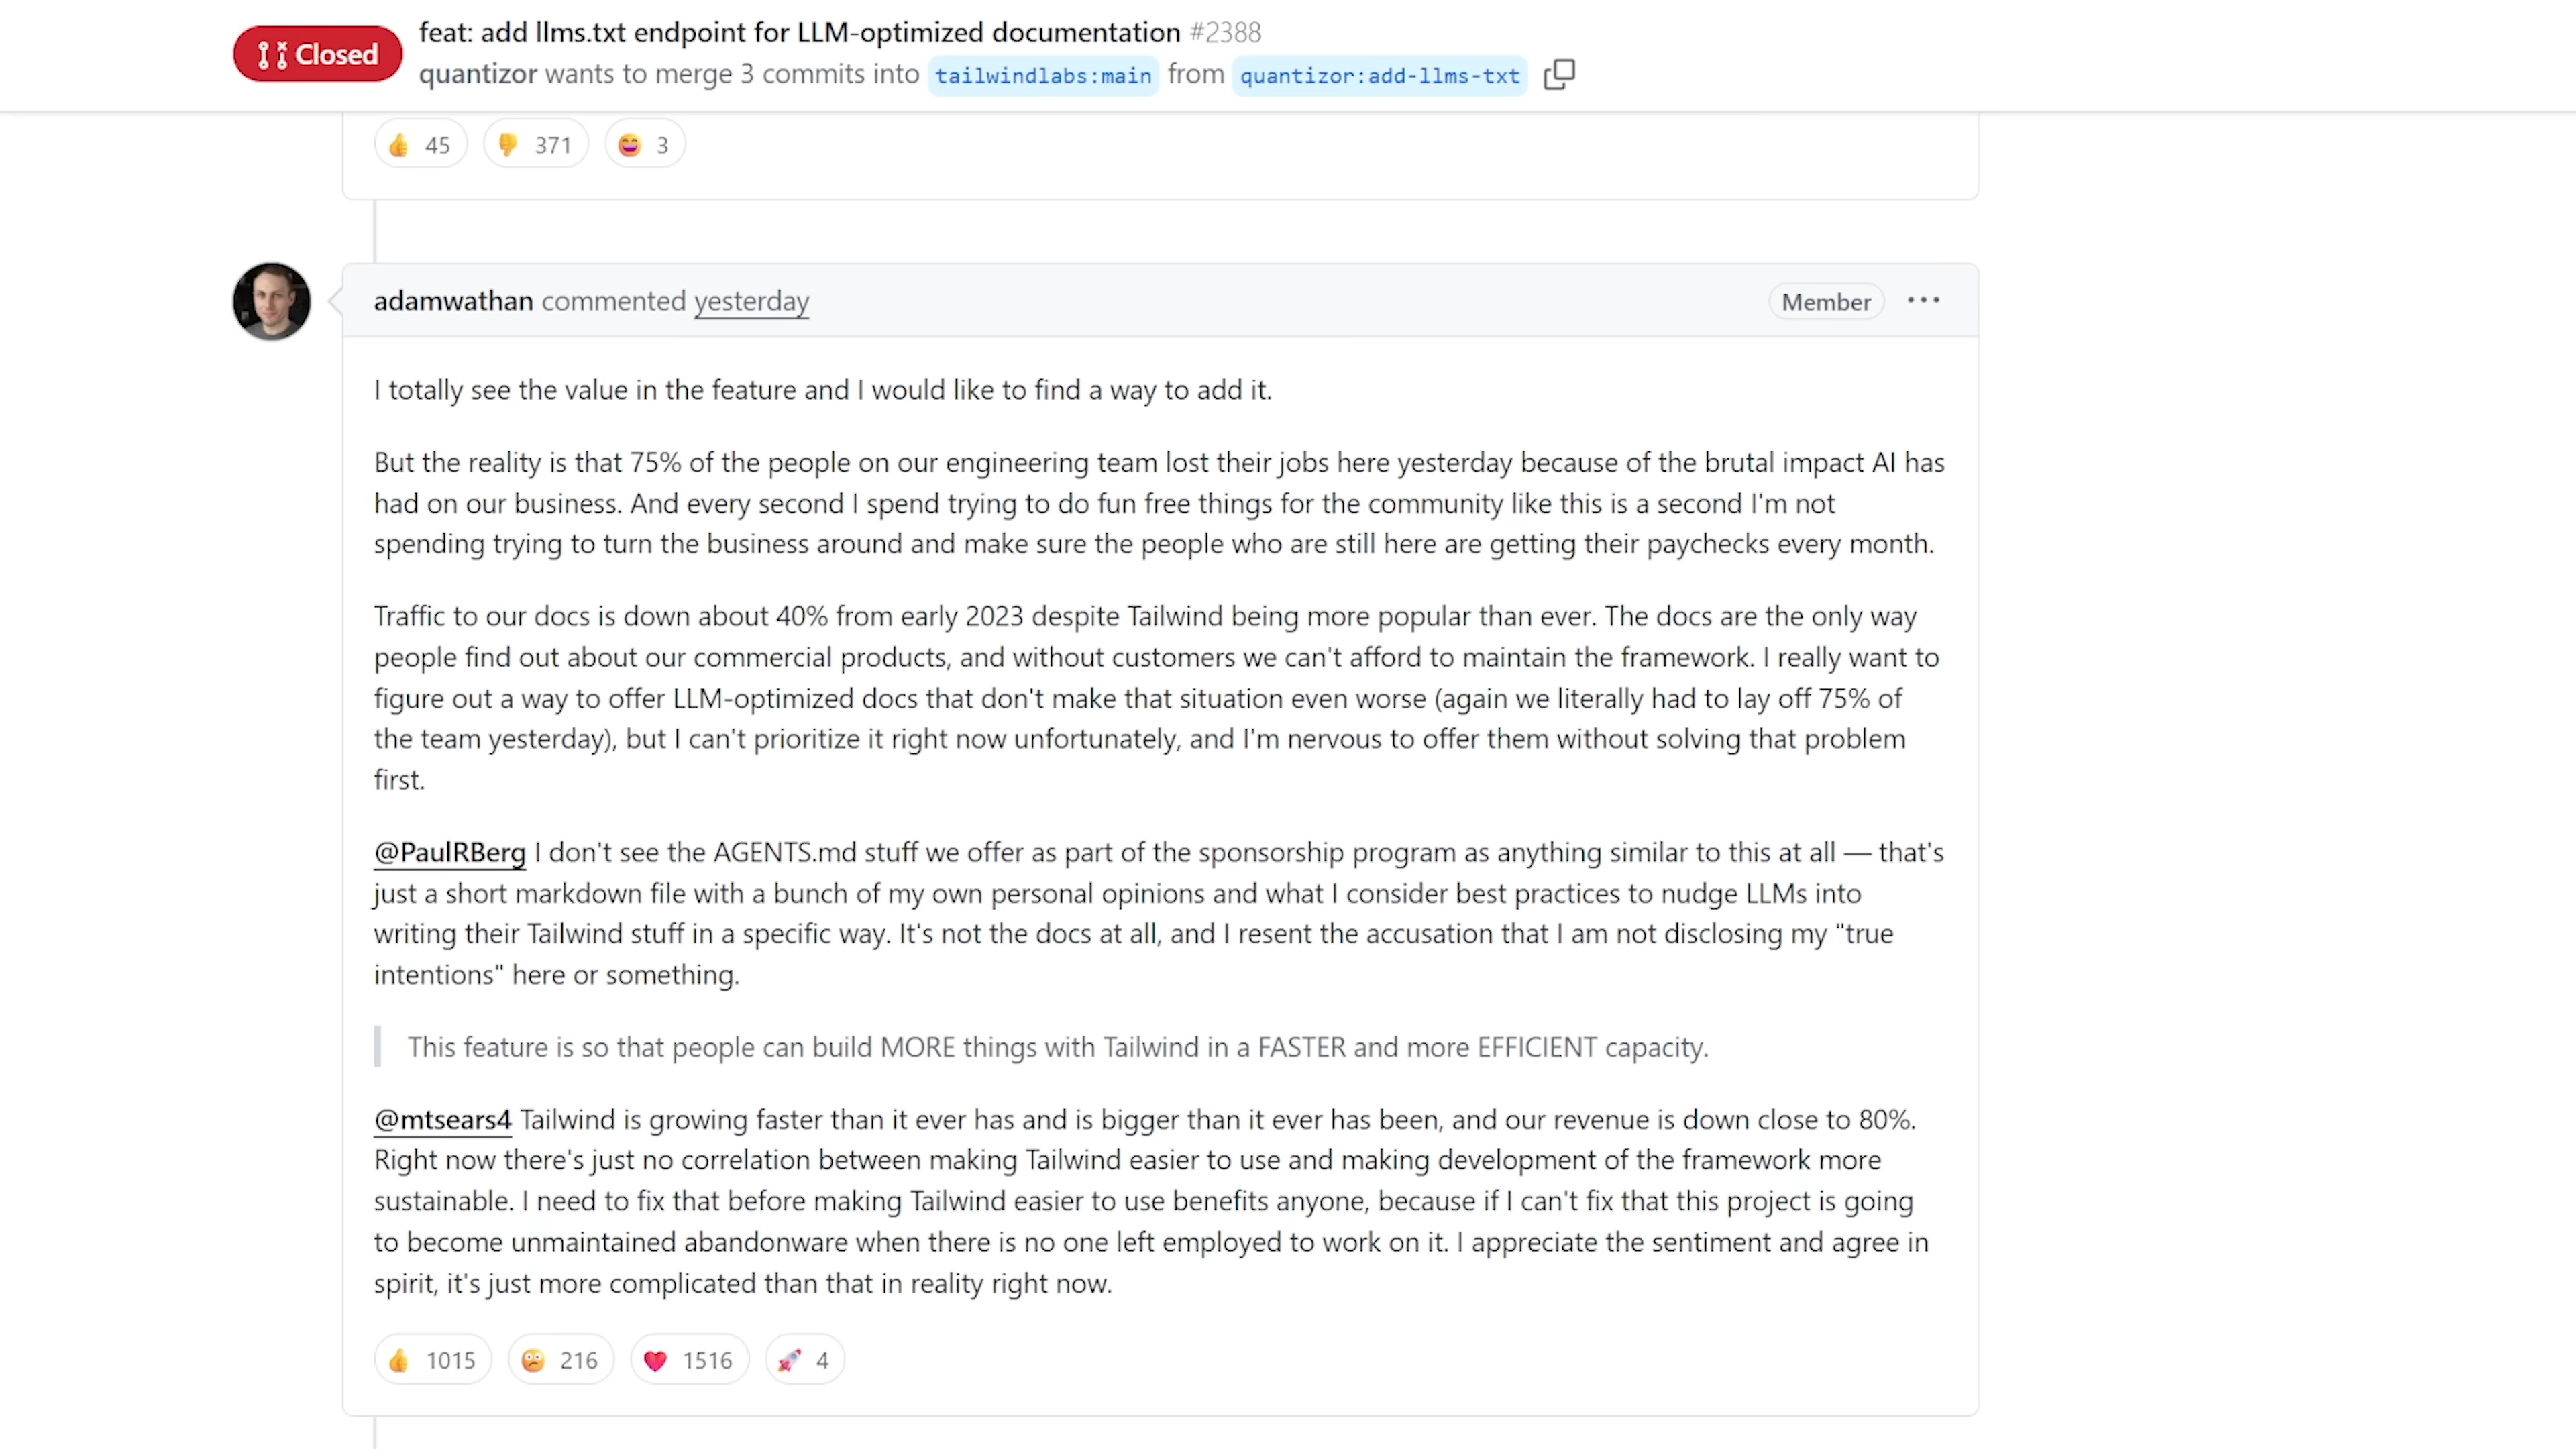 Closed
feat: add llms.txt endpoint for LLM-optimized documentation #2388
quantizor wants to merge 3 commits into tailwindlabs:main from quantizor:add-llms-txt
👍 45 👎 371 😄 3
adamwathan commented yesterday
Member
I totally see the value in the feature and I would like to find a way to add it.
But the reality is that 75% of the people on our engineering team lost their jobs here yesterday because of the brutal impact AI has
had on our business. And every second I spend trying to do fun free things for the community like this is a second I'm not
spending trying to turn the business around and make sure the people who are still here are getting their paychecks every month.
Traffic to our docs is down about 40% from early 2023 despite Tailwind being more popular than ever. The docs are the only way
people find out about our commercial products, and without customers we can't afford to maintain the framework. I really want to
figure out a way to offer LLM-optimized docs that don't make that situation even worse (again we literally had to lay off 75% of
the team yesterday), but I can't prioritize it right now unfortunately, and I'm nervous to offer them without solving that problem
first.
@PaulRBerg I don't see the AGENTS.md stuff we offer as part of the sponsorship program as anything similar to this at all — that's
just a short markdown file with a bunch of my own personal opinions and what I consider best practices to nudge LLMs into
writing their Tailwind stuff in a specific way. It's not the docs at all, and I resent the accusation that I am not disclosing my "true
intentions" here or something.
This feature is so that people can build MORE things with Tailwind in a FASTER and more EFFICIENT capacity.
@mtsears4 Tailwind is growing faster than it ever has and is bigger than it ever has been, and our revenue is down close to 80%.
Right now there's just no correlation between making Tailwind easier to use and making development of the framework more
sustainable. I need to fix that before making Tailwind easier to use benefits anyone, because if I can't fix that this project is going
to become unmaintained abandonware when there is no one left employed to work on it. I appreciate the sentiment and agree in
spirit, it's just more complicated than that in reality right now.
👍 1015 😕 216 ❤️ 1516 🚀 4